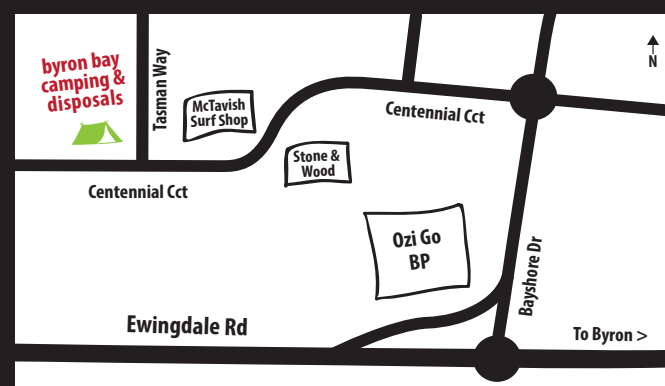 byron bay
camping &
disposals
Tasman Way
McTavish
Surf Shop
N
Centennial Cct
Stone &
Wood
Centennial Cct
Ozi Go
BP
Bayshore Dr
Ewingdale Rd
To Byron >